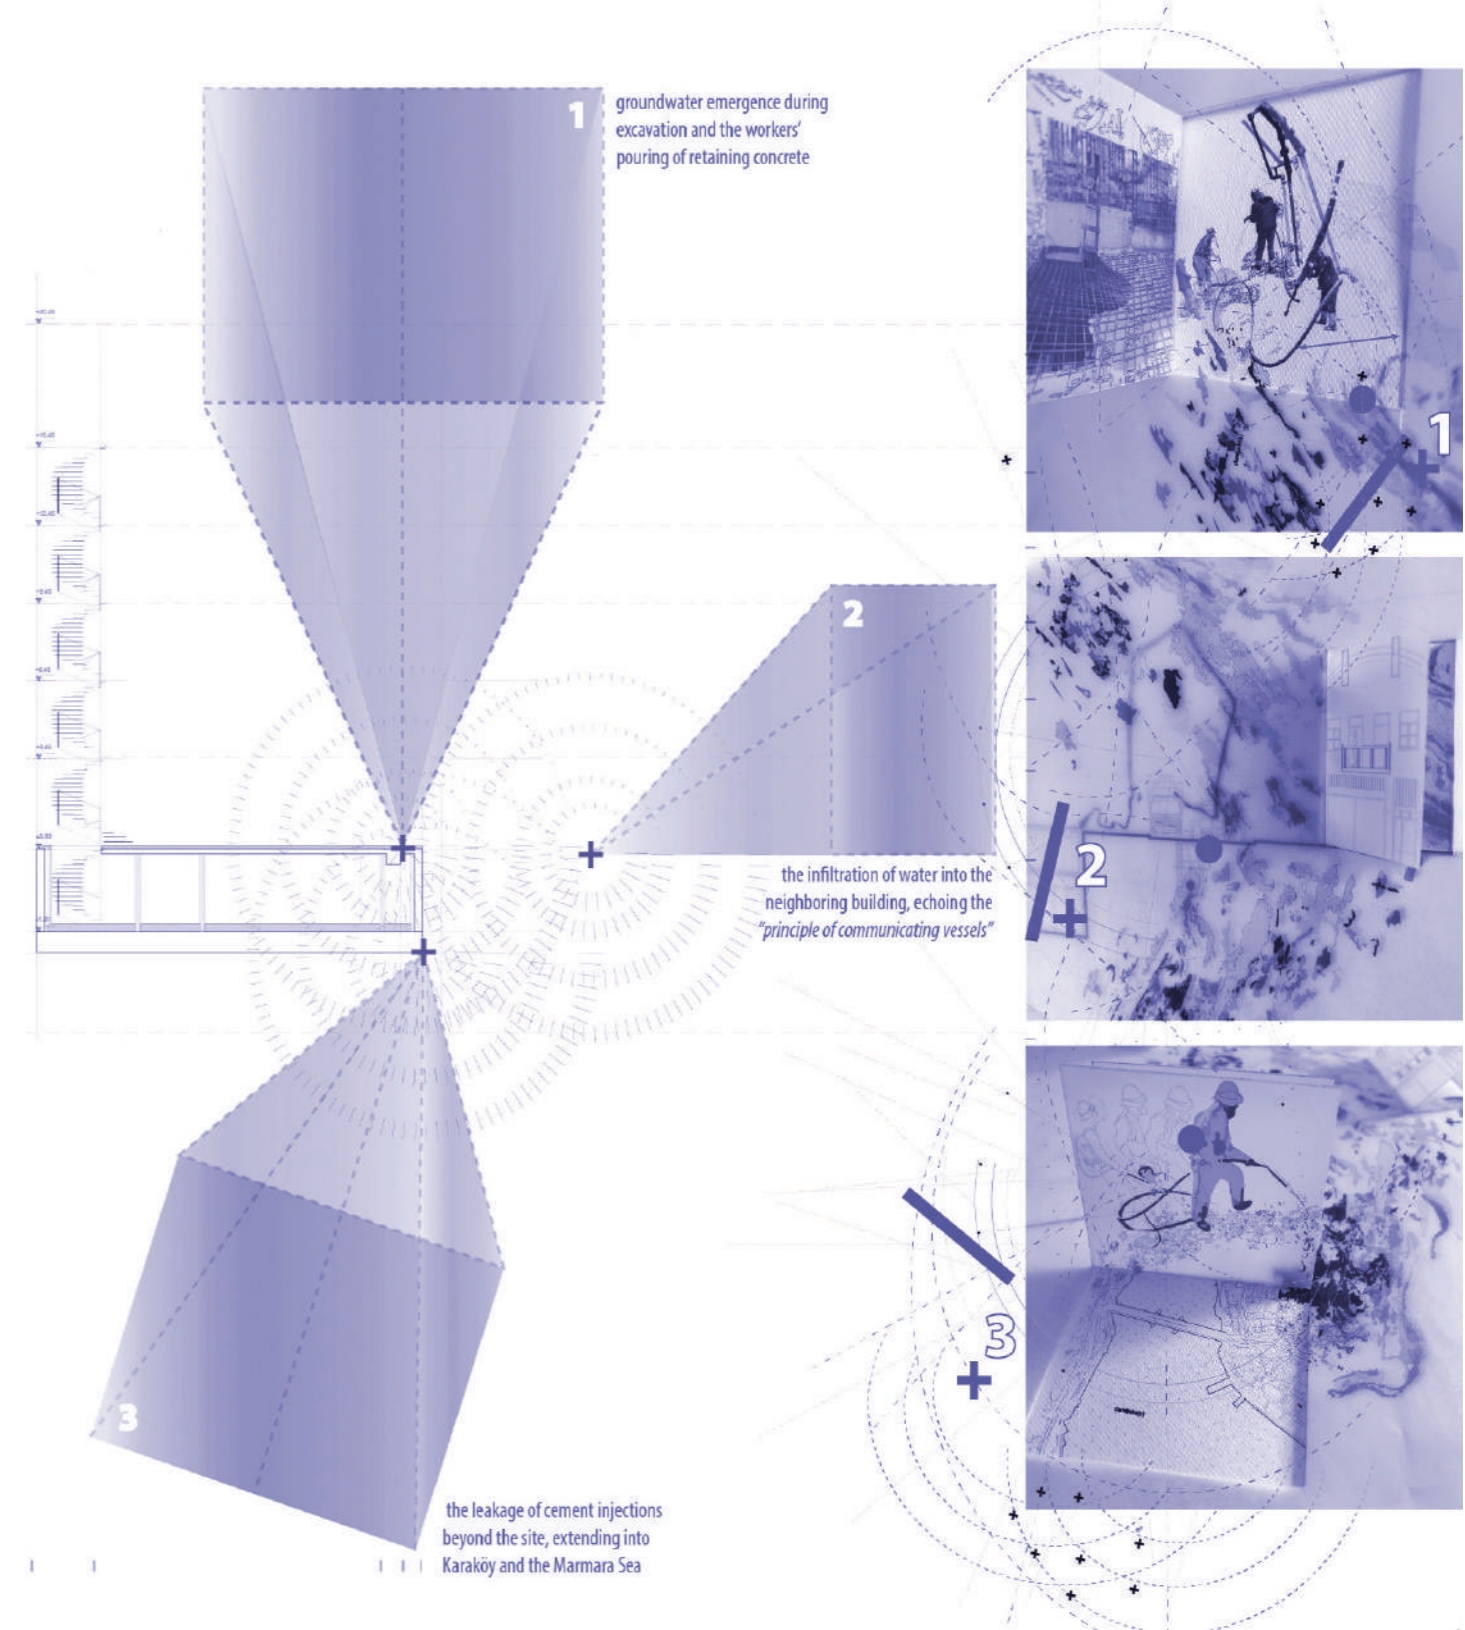 1
groundwater emergence during
excavation and the workers'
pouring of retaining concrete
1
2
the infiltration of water into the
neighboring building, echoing the
"principle of communicating vessels"
2
3
3
the leakage of cement injections
beyond the site, extending into
Karaköy and the Marmara Sea